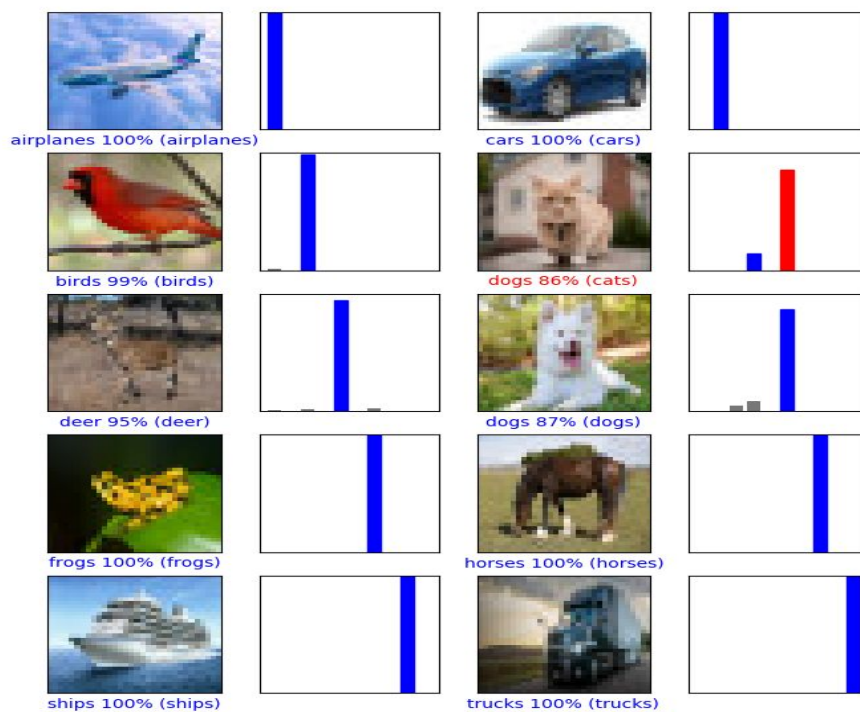 airplanes 100% (airplanes)
cars 100% (cars)
birds 99% (birds)
dogs 86% (cats)
deer 95% (deer)
dogs 87% (dogs)
frogs 100% (frogs)
horses 100% (horses)
ships 100% (ships)
trucks 100% (trucks)